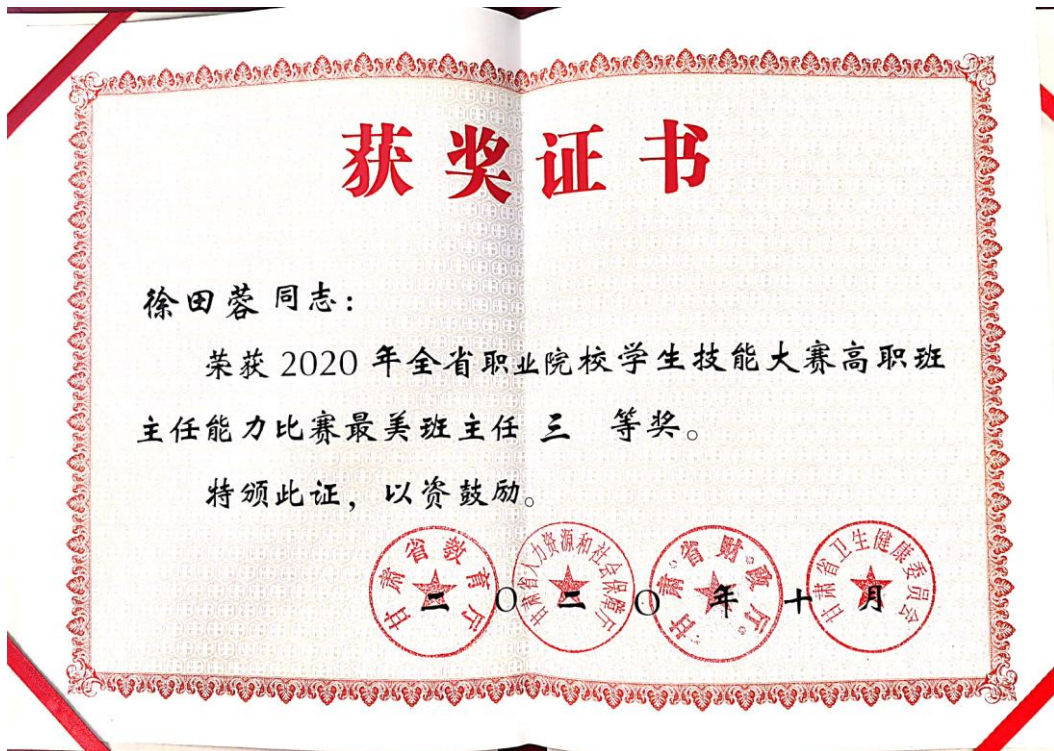 获奖证书
徐田蓉同志：
荣获2020年全省职业院校学生技能大赛高职班
主任能力比赛最美班主任 三 等奖。
特颁此证，以资鼓励。
甘肃省教育厅
甘肃省人力资源和社会保障厅
甘肃省财政厅
甘肃省卫生健康委员会
二〇二〇年十月